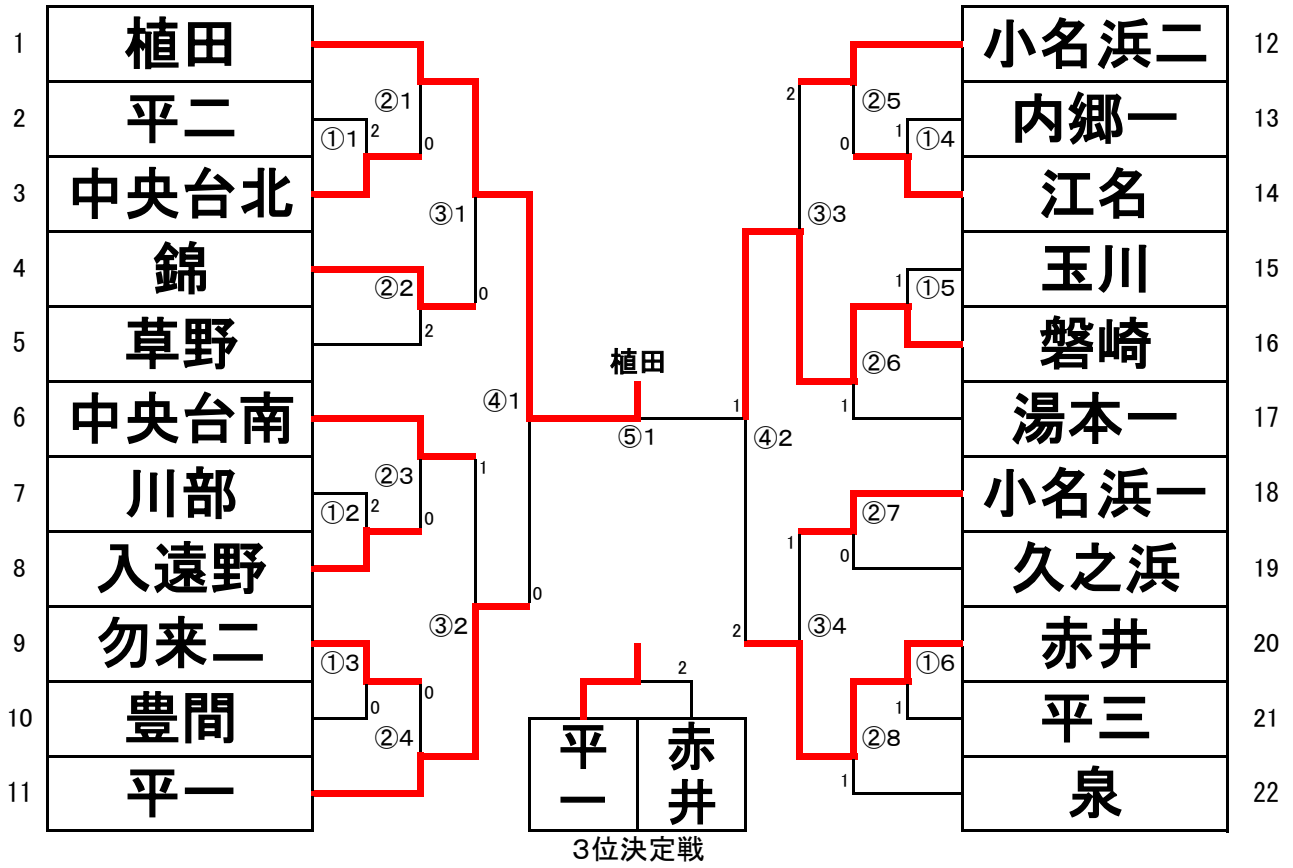 1 植田
2 平二
3 中央台北
4 錦
5 草野
6 中央台南
7 川部
8 入遠野
9 勿来二
10 豊間
11 平一
①1 2
②1 0
③1 0
②2 2
②3 0
①2 2
③2 1
①3 0
②4 0
④1 0
植田
⑤1 1
2
平一
赤井
3位決定戦
小名浜二 12
内郷一 13
江名 14
玉川 15
磐崎 16
湯本一 17
小名浜一 18
久之浜 19
赤井 20
平三 21
泉 22
②5 0
①4 1
③3 2
①5 1
②6 1
④2 2
②7 0
③4 1
①6 1
②8 1